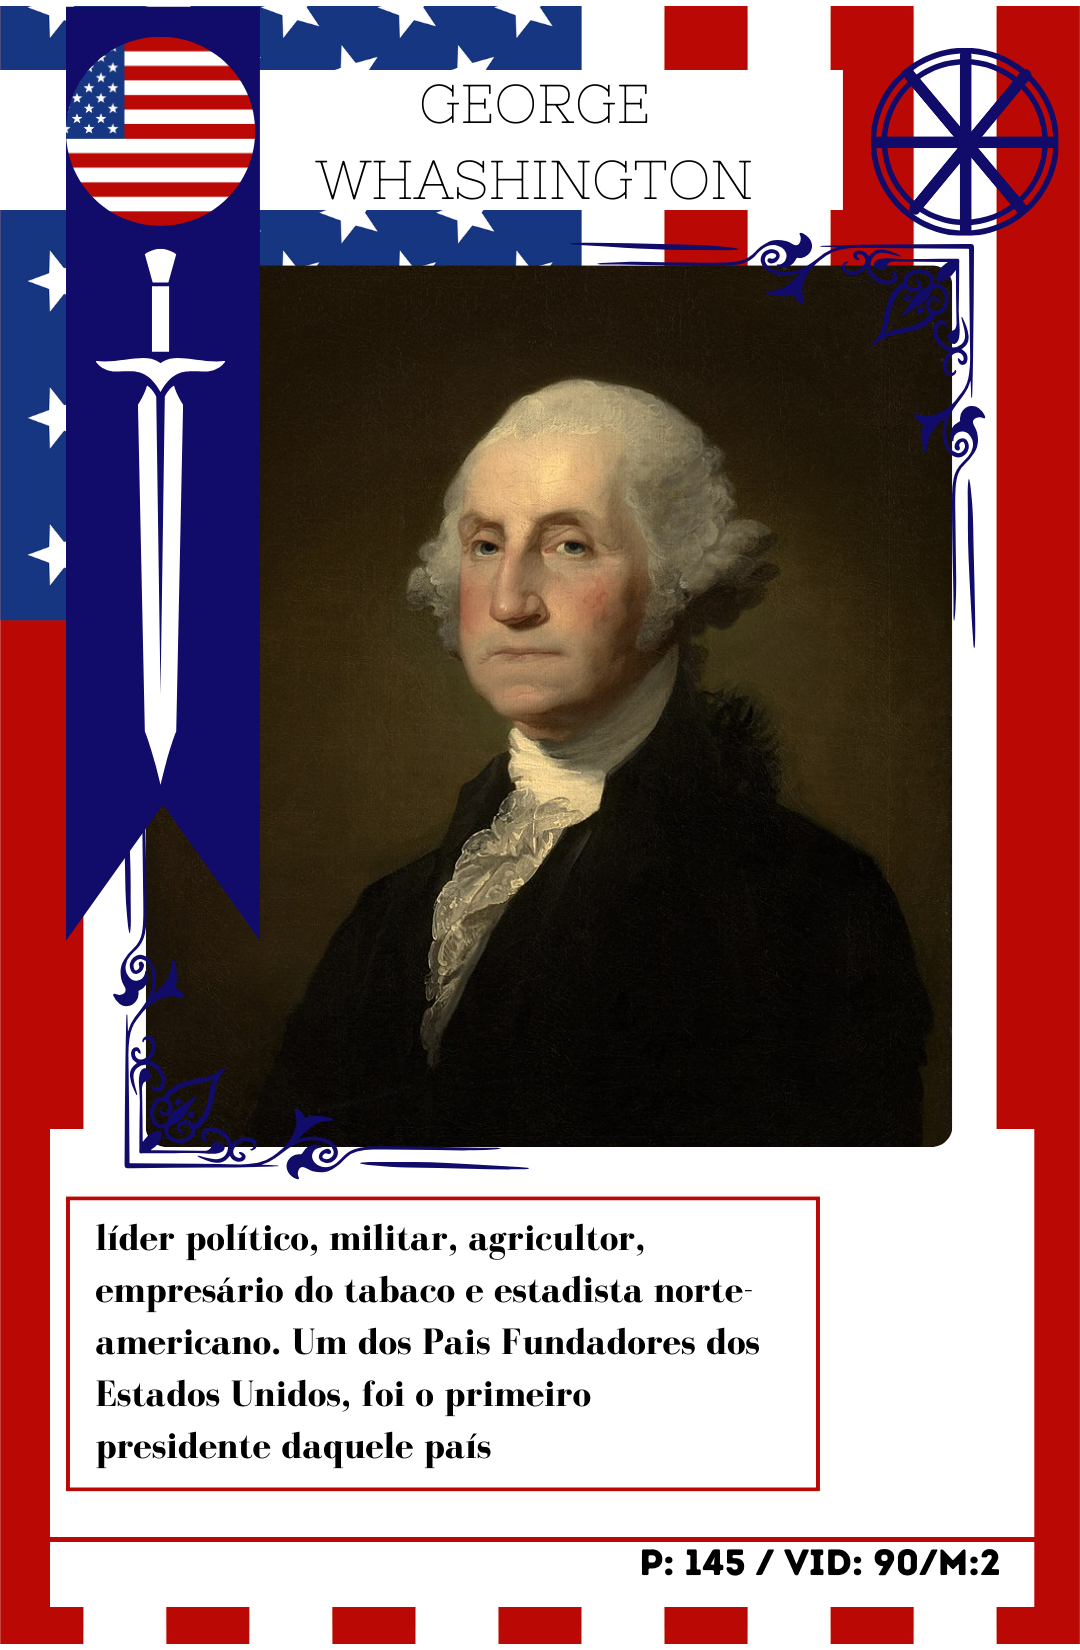 GEORGE
WHASHINGTON
líder político, militar, agricultor,
empresário do tabaco e estadista norte-
americano. Um dos Pais Fundadores dos
Estados Unidos, foi o primeiro
presidente daquele país
P: 145 / VID: 90/M:2